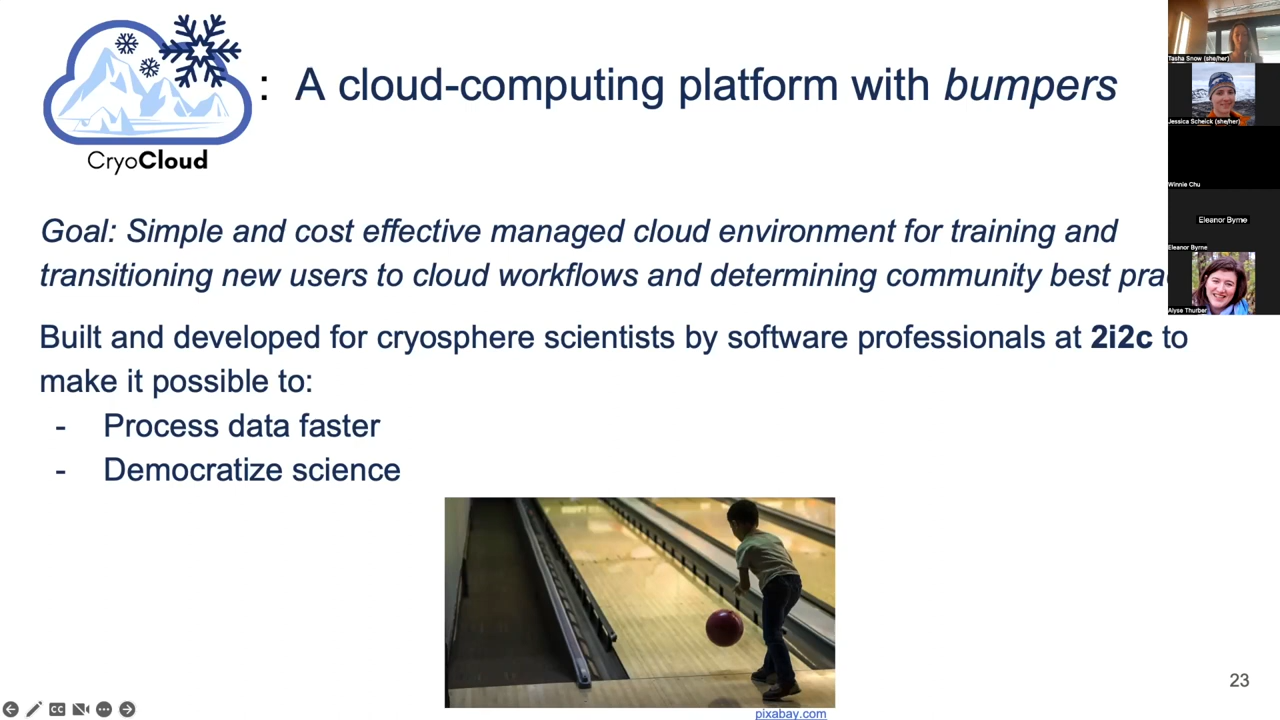 : A cloud-computing platform with bumpers
CryoCloud
Goal: Simple and cost effective managed cloud environment for training and
transitioning new users to cloud workflows and determining community best
Built and developed for cryosphere scientists by software professionals at 2i2c to
make it possible to:
- Process data faster
- Democratize science
pixabay.com
23
CC
Tasha Snow (she/her)
Jessica Scheick (she/her)
Winnie Chu
Eleanor Byrne
Eleanor Byrne
Alyse Thurber